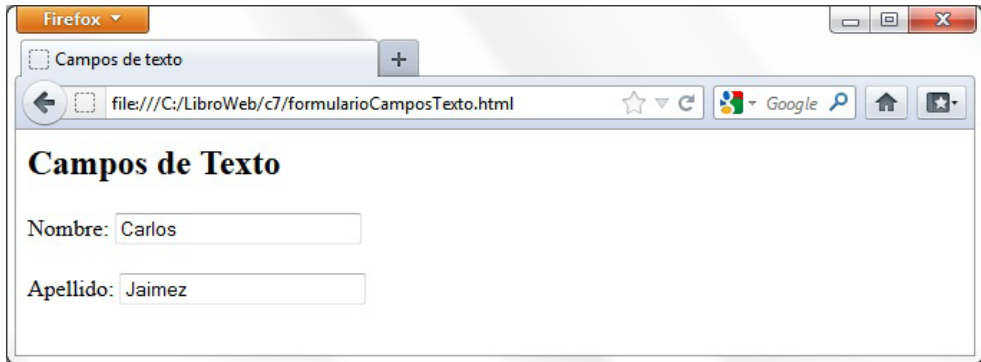 Firefox
Campos de texto
file:///C:/LibroWeb/c7/formularioCamposTexto.html
Google
Campos de Texto
Nombre: Carlos
Apellido: Jaimez